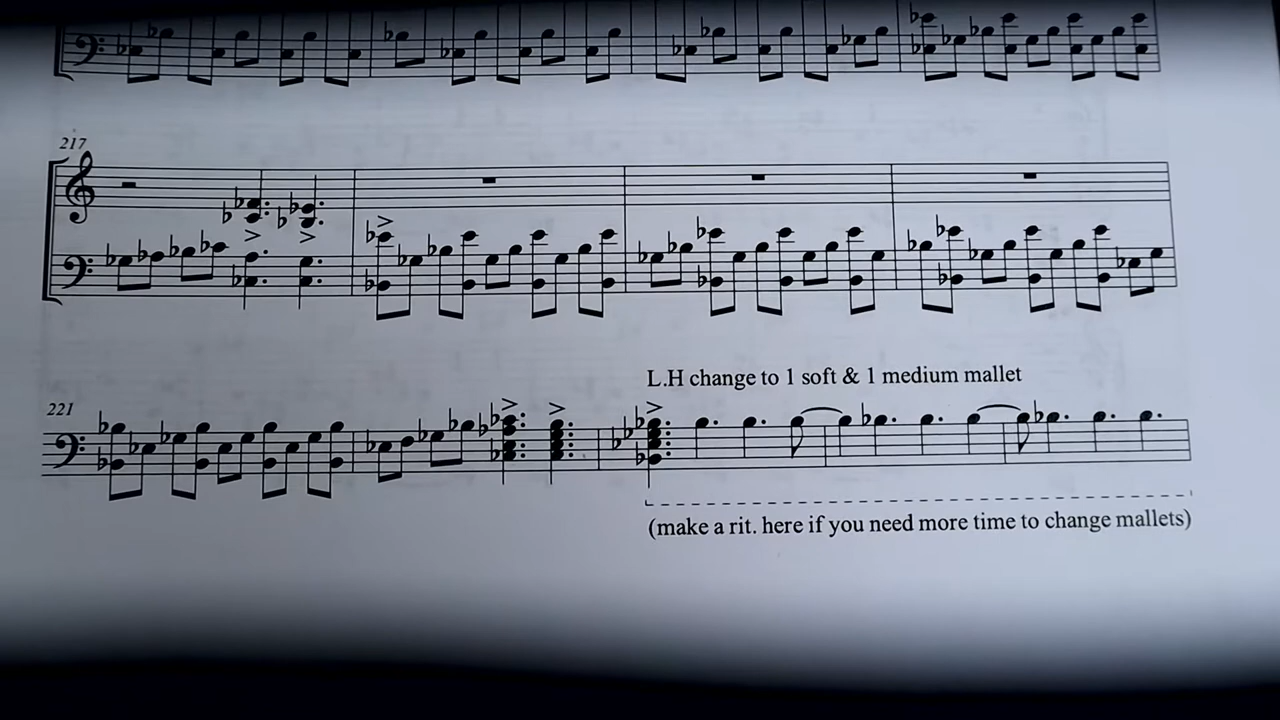 217
221
L.H change to 1 soft & 1 medium mallet
(make a rit. here if you need more time to change mallets)